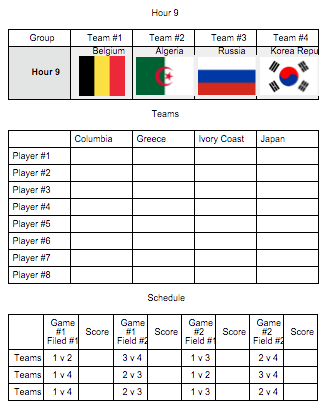 Hour 9
Group Team #1 Team #2 Team #3 Team #4
Hour 9 Belgium Algeria Russia Korea Repu
Teams
Columbia Greece Ivory Coast Japan
Player #1
Player #2
Player #3
Player #4
Player #5
Player #6
Player #7
Player #8
Schedule
Game #1 Filed #1 Score Game #1 Field #2 Score Game #2 Field #1 Score Game #2 Field #2 Score
Teams 1 v 2 3 v 4 1 v 3 2 v 4
Teams 1 v 4 2 v 3 1 v 2 3 v 4
Teams 1 v 4 2 v 3 1 v 3 2 v 4